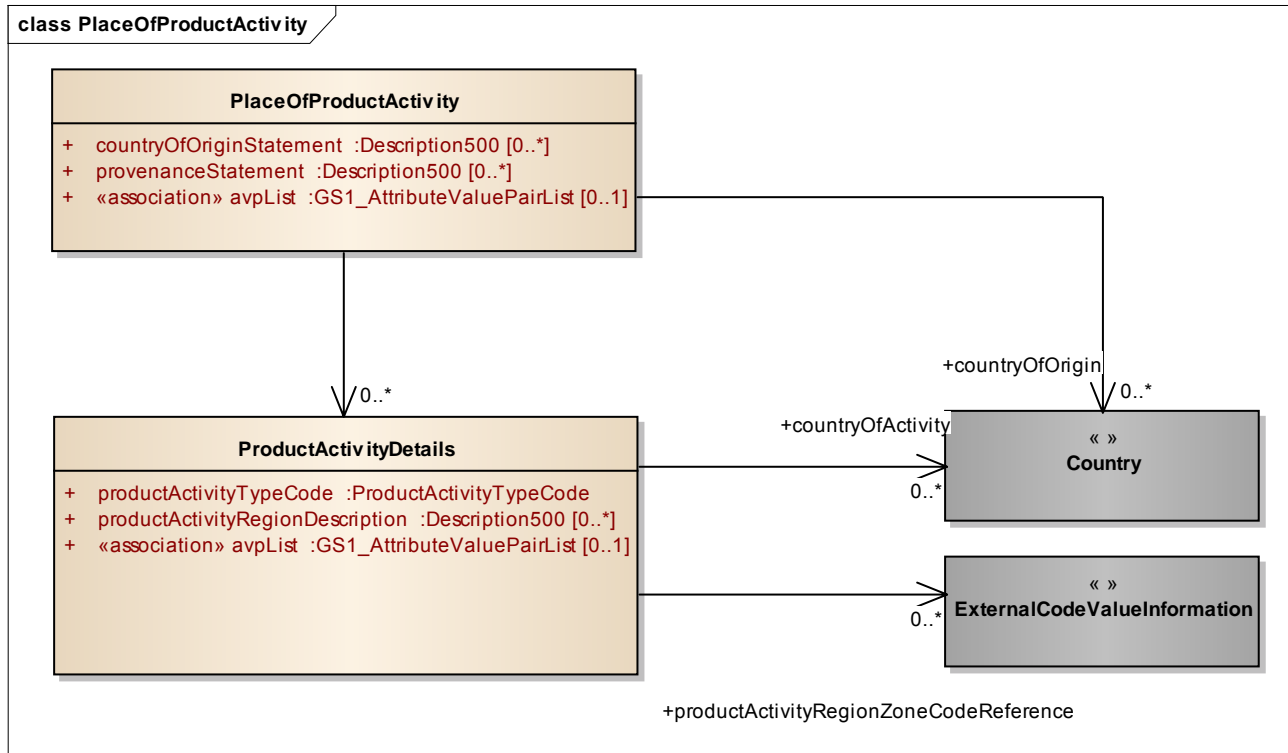 class PlaceOfProductActivity
PlaceOfProductActivity
+ countryOfOriginStatement :Description500 [0..*]
+ provenanceStatement :Description500 [0..*]
+ «association» avpList :GS1_AttributeValuePairList [0..1]
+countryOfOrigin
0..*
0..*
ProductActivityDetails
+ productActivityTypeCode :ProductActivityTypeCode
+ productActivityRegionDescription :Description500 [0..*]
+ «association» avpList :GS1_AttributeValuePairList [0..1]
+countryOfActivity
0..*
« »
Country
0..*
« »
ExternalCodeValueInformation
+productActivityRegionZoneCodeReference